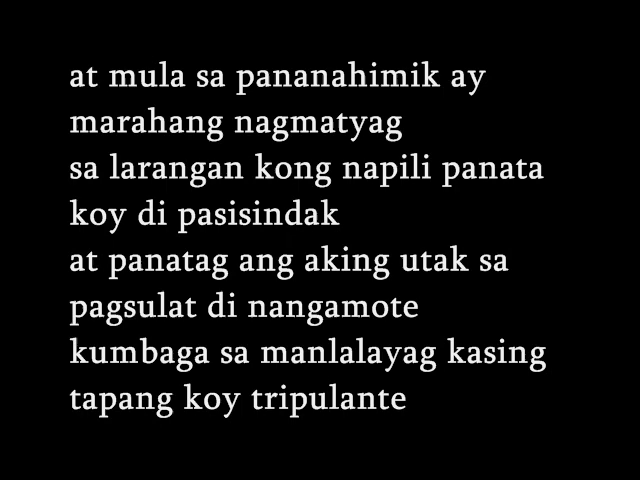 at mula sa pananahimik ay
marahang nagmatyag
sa larangan kong napili panata
koy di pasisindak
at panatag ang aking utak sa
pagsulat di nangamote
kumbaga sa manlalayag kasing
tapang koy tripulante